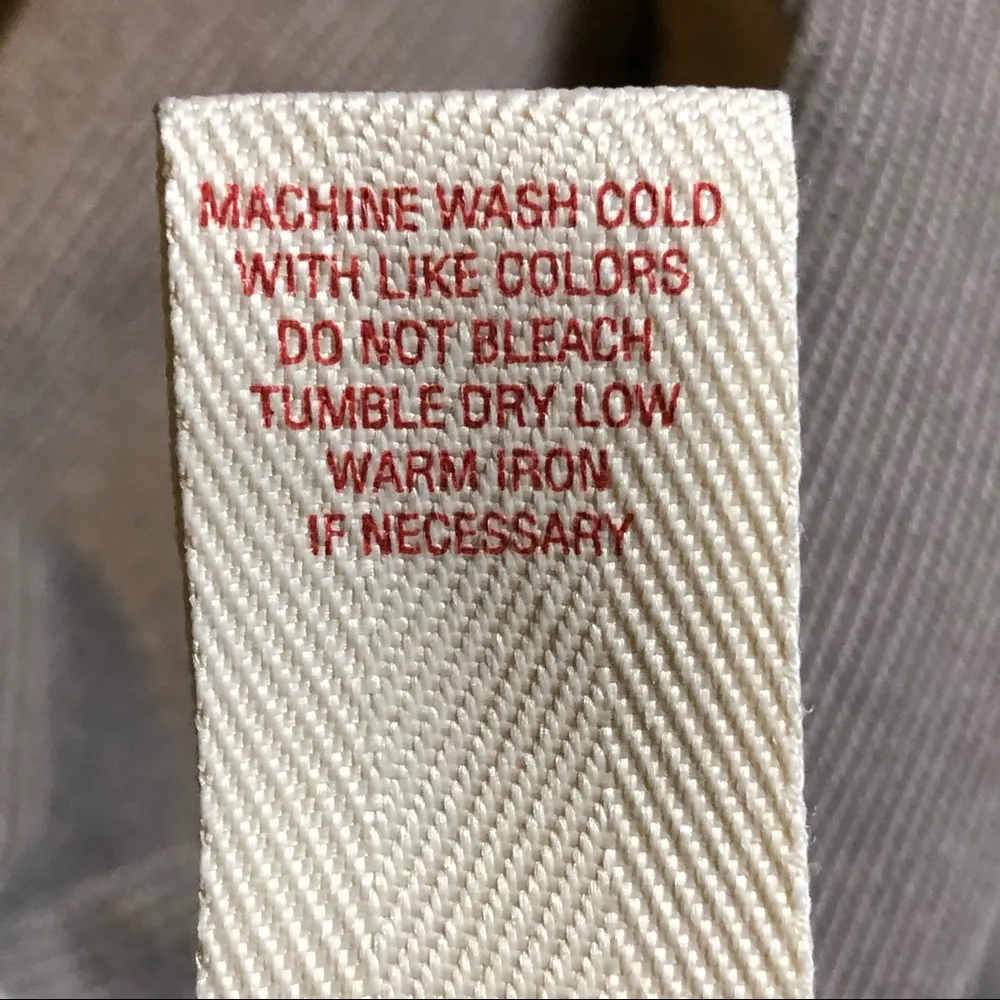 MACHINE WASH COLD
WITH LIKE COLORS
DO NOT BLEACH
TUMBLE DRY LOW
WARM IRON
IF NECESSARY